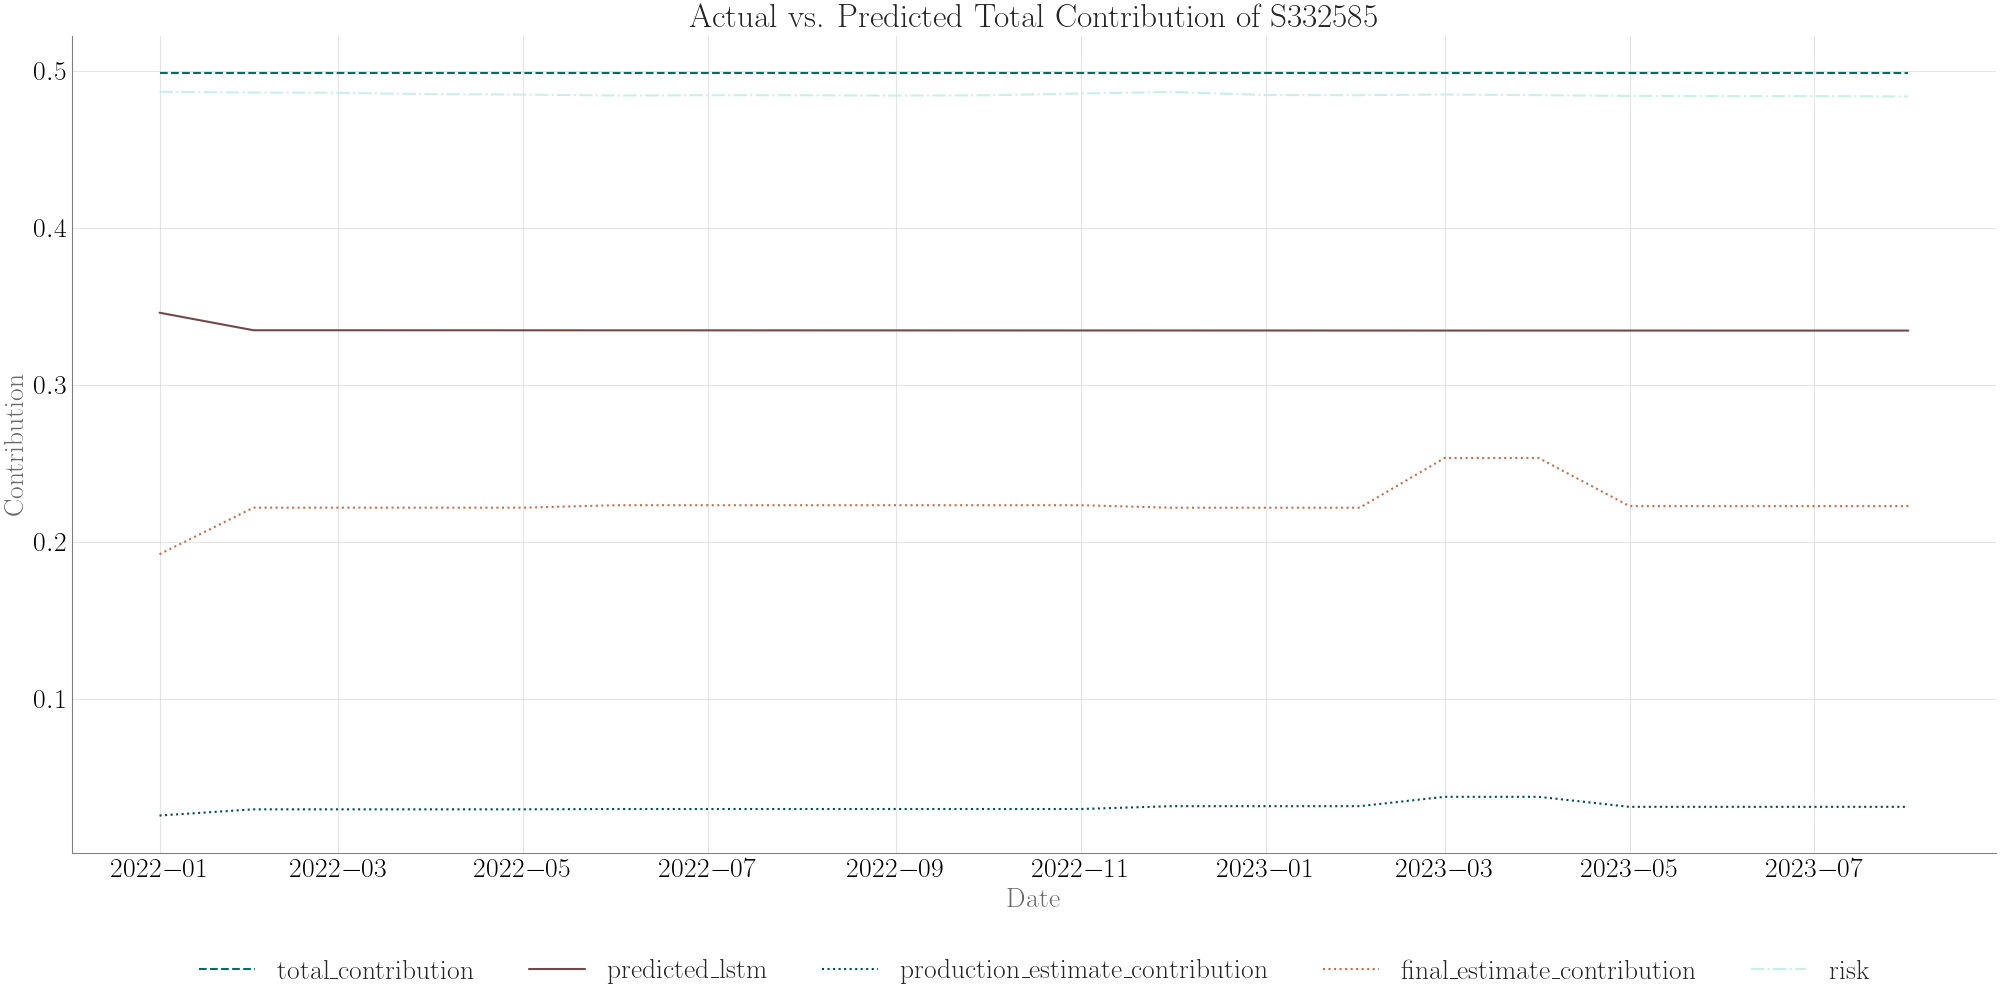 Actual vs. Predicted Total Contribution of S332585
0.5
0.4
0.3
0.2
0.1
Contribution
2022−01 2022−03 2022−05 2022−07 2022−09 2022−11 2023−01 2023−03 2023−05 2023−07
Date
total_contribution predicted_lstm production_estimate_contribution final_estimate_contribution risk